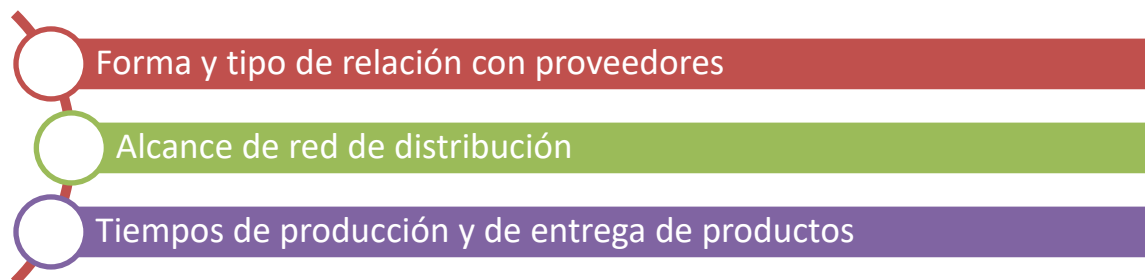 Forma y tipo de relación con proveedores
Alcance de red de distribución
Tiempos de producción y de entrega de productos